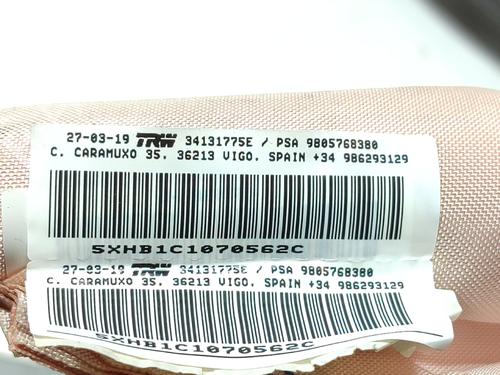 27-03-19 TRW 34131775E / PSA 9805768380
C. CARAMUXO 35. 36213 VIGO. SPAIN +34 986293129
5XHB1C1070562C
27-03-19 TRW 34131775E / PSA 9805768380
C. CARAMUXO 35. 36213 VIGO. SPAIN +34 986293129
5XHB1C1070562C